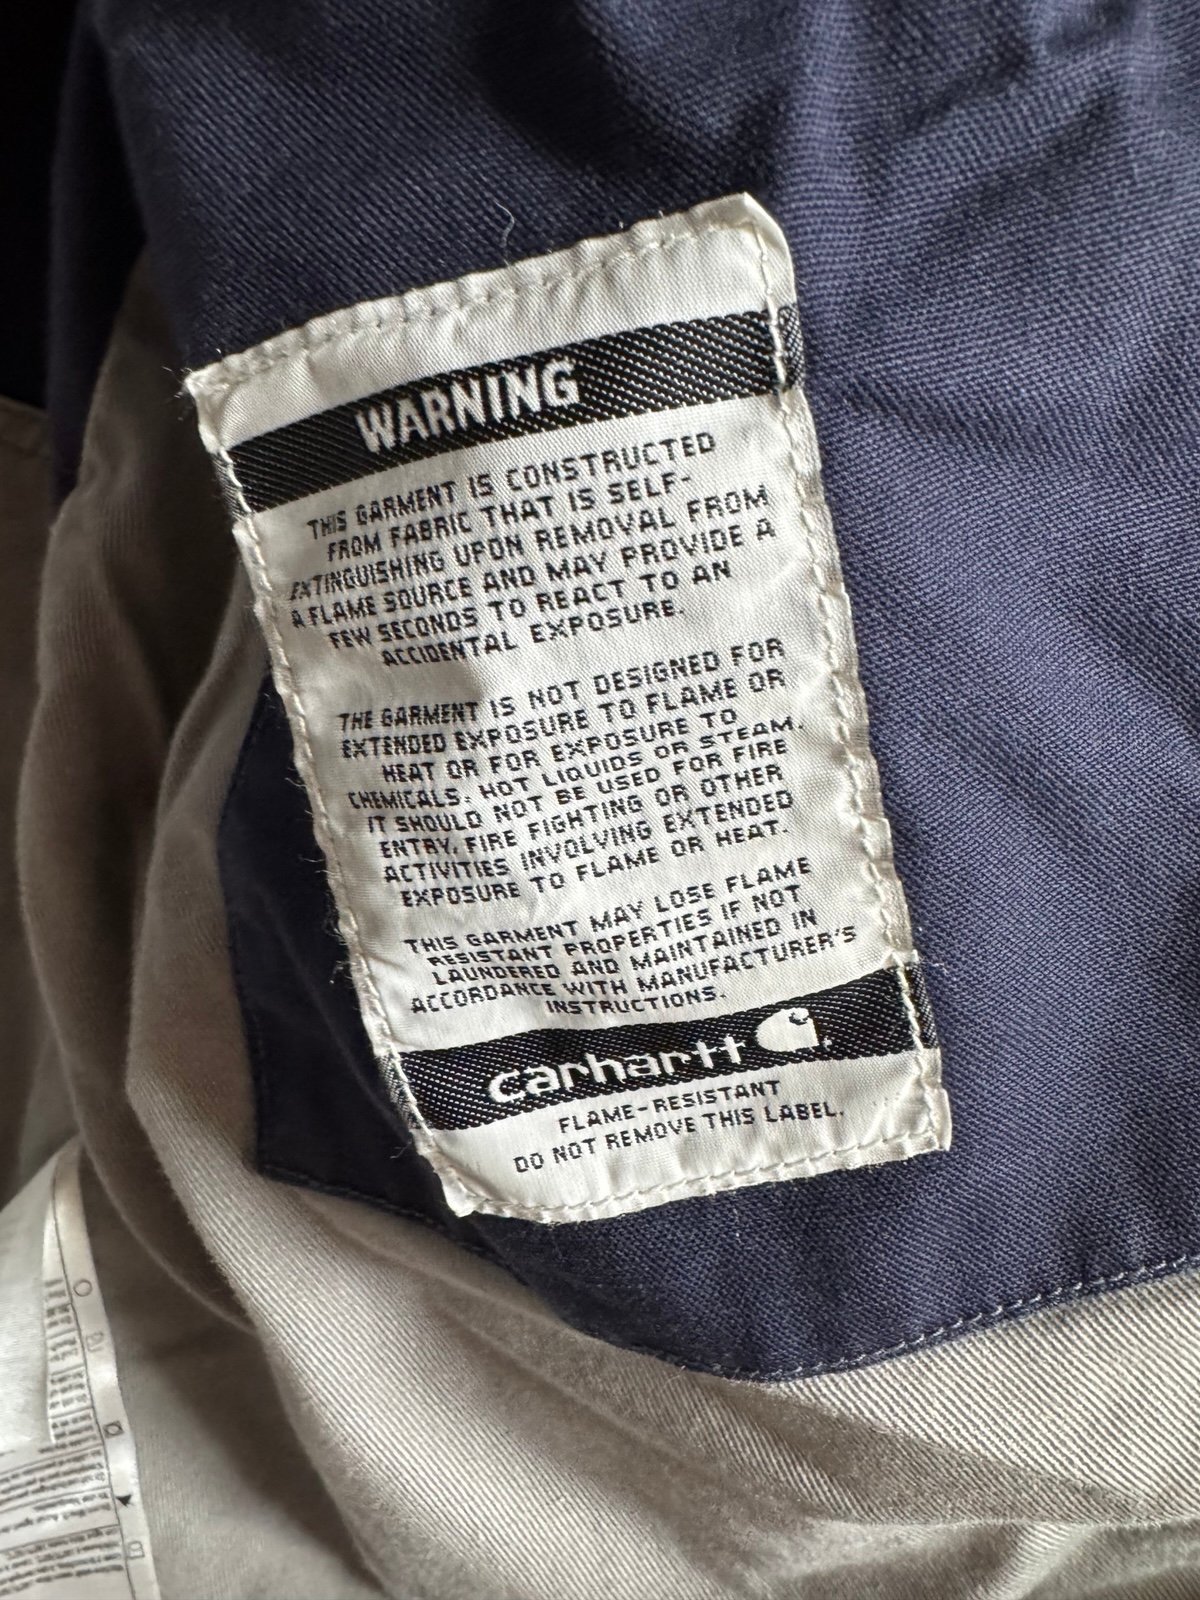 WARNING
THIS GARMENT IS CONSTRUCTED
FROM FABRIC THAT IS SELF-
EXTINGUISHING UPON REMOVAL FROM
A FLAME SOURCE AND MAY PROVIDE A
FEW SECONDS TO REACT TO AN
ACCIDENTAL EXPOSURE.
THE GARMENT IS NOT DESIGNED FOR
EXTENDED EXPOSURE TO FLAME OR
HEAT OR FOR EXPOSURE TO
CHEMICALS, HOT LIQUIDS OR STEAM.
IT SHOULD NOT BE USED FOR FIRE
ENTRY, FIRE FIGHTING OR OTHER
ACTIVITIES INVOLVING EXTENDED
EXPOSURE TO FLAME OR HEAT.
THIS GARMENT MAY LOSE FLAME
RESISTANT PROPERTIES IF NOT
LAUNDERED AND MAINTAINED IN
ACCORDANCE WITH MANUFACTURER'S
INSTRUCTIONS.
carhartt
FLAME-RESISTANT
DO NOT REMOVE THIS LABEL.